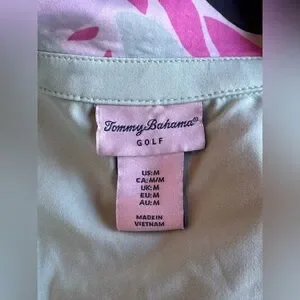 Tommy Bahama®
GOLF
US:M
CA:M/M
UK:M
EU:M
AU:M
MADE IN
VIETNAM